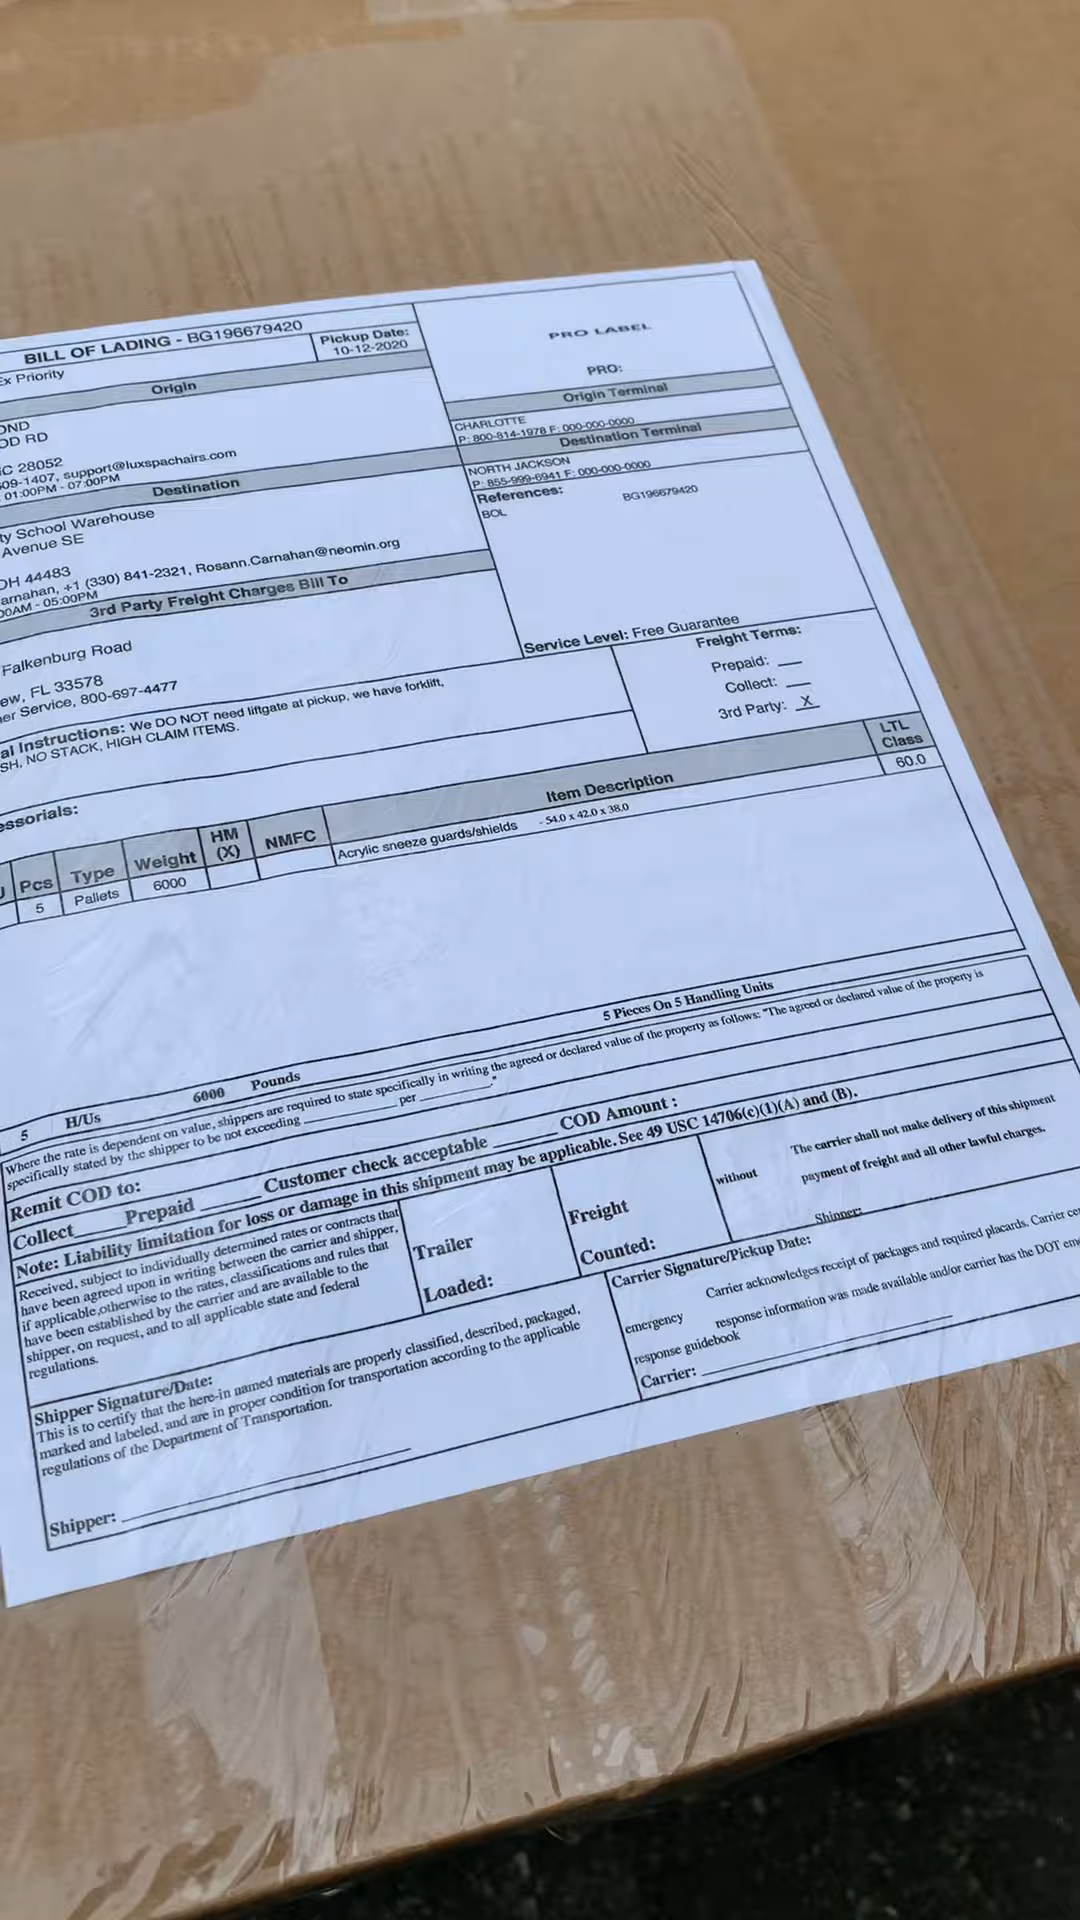 BILL OF LADING - BG196679420
Pickup Date:
10-12-2020
Ex Priority
Origin
OND
OD RD
NC 28052
609-1407, support@luxspachairs.com
01:00PM - 07:00PM
PRO LABEL
PRO:
Origin Terminal
CHARLOTTE
P: 800-814-1978 F: 000-000-0000
Destination Terminal
NORTH JACKSON
P: 855-999-6941 F: 000-000-0000
References:
BOL BG196679420
Destination
ty School Warehouse
Avenue SE
OH 44483
arnahan, +1 (330) 841-2321, Rosann.Carnahan@neomin.org
00AM - 05:00PM
3rd Party Freight Charges Bill To
Falkenburg Road
ew, FL 33578
er Service, 800-697-4477
Service Level: Free Guarantee
Freight Terms:
Prepaid: __
Collect: __
3rd Party: X
al Instructions: We DO NOT need liftgate at pickup, we have forklift,
SH, NO STACK, HIGH CLAIM ITEMS.
essorials:
Pcs Type Weight HM (X) NMFC Item Description LTL Class
5 Pallets 6000 Acrylic sneeze guards/shields - 54.0 x 42.0 x 38.0 60.0
5 Pieces On 5 Handling Units
5 H/Us 6000 Pounds
Where the rate is dependent on value, shippers are required to state specifically in writing the agreed or declared value of the property as follows: "The agreed or declared value of the property is
specifically stated by the shipper to be not exceeding ____ per ____."
Remit COD to: COD Amount :
Collect____ Prepaid ____ Customer check acceptable ____
Note: Liability limitation for loss or damage in this shipment may be applicable. See 49 USC 14706(c)(1)(A) and (B).
Received, subject to individually determined rates or contracts that
have been agreed upon in writing between the carrier and shipper,
if applicable,otherwise to the rates, classifications and rules that
have been established by the carrier and are available to the
shipper, on request, and to all applicable state and federal
regulations.
Trailer
Loaded:
Freight
Counted:
The carrier shall not make delivery of this shipment
without payment of freight and all other lawful charges.
Shipper:
Shipper Signature/Date:
This is to certify that the here-in named materials are properly classified, described, packaged,
marked and labeled, and are in proper condition for transportation according to the applicable
regulations of the Department of Transportation.
Shipper: ____
Carrier Signature/Pickup Date:
Carrier acknowledges receipt of packages and required placards. Carrier ce
emergency response information was made available and/or carrier has the DOT eme
response guidebook
Carrier: ____